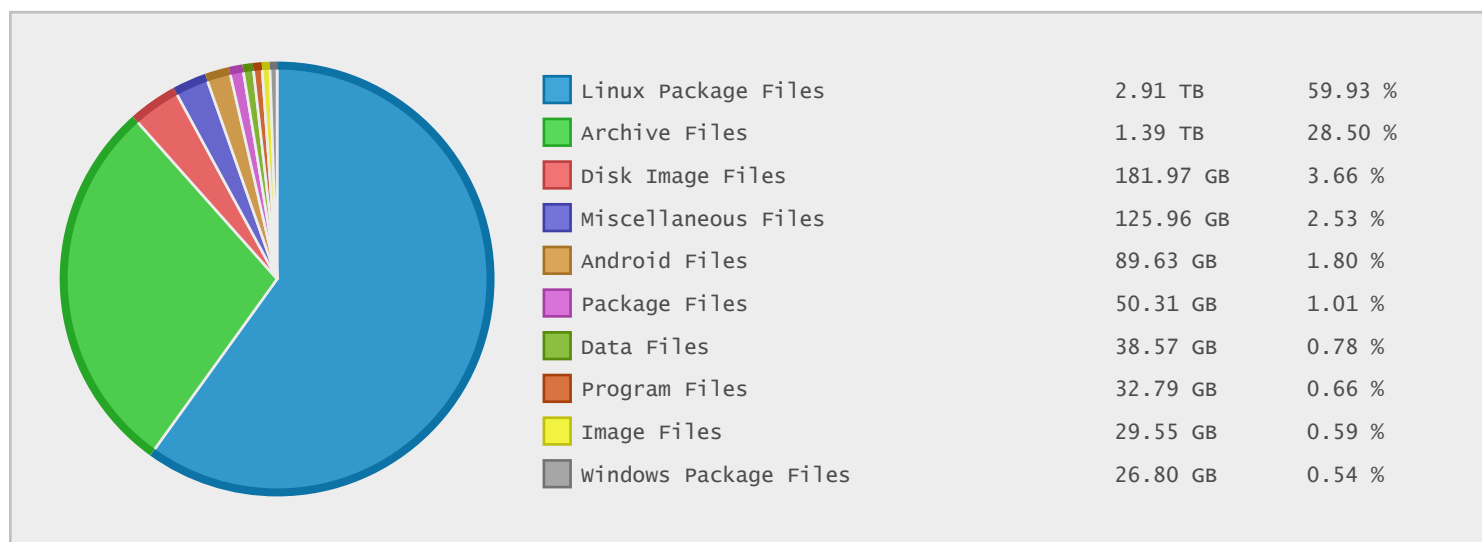 Linux Package Files 2.91 TB 59.93 %
Archive Files 1.39 TB 28.50 %
Disk Image Files 181.97 GB 3.66 %
Miscellaneous Files 125.96 GB 2.53 %
Android Files 89.63 GB 1.80 %
Package Files 50.31 GB 1.01 %
Data Files 38.57 GB 0.78 %
Program Files 32.79 GB 0.66 %
Image Files 29.55 GB 0.59 %
Windows Package Files 26.80 GB 0.54 %